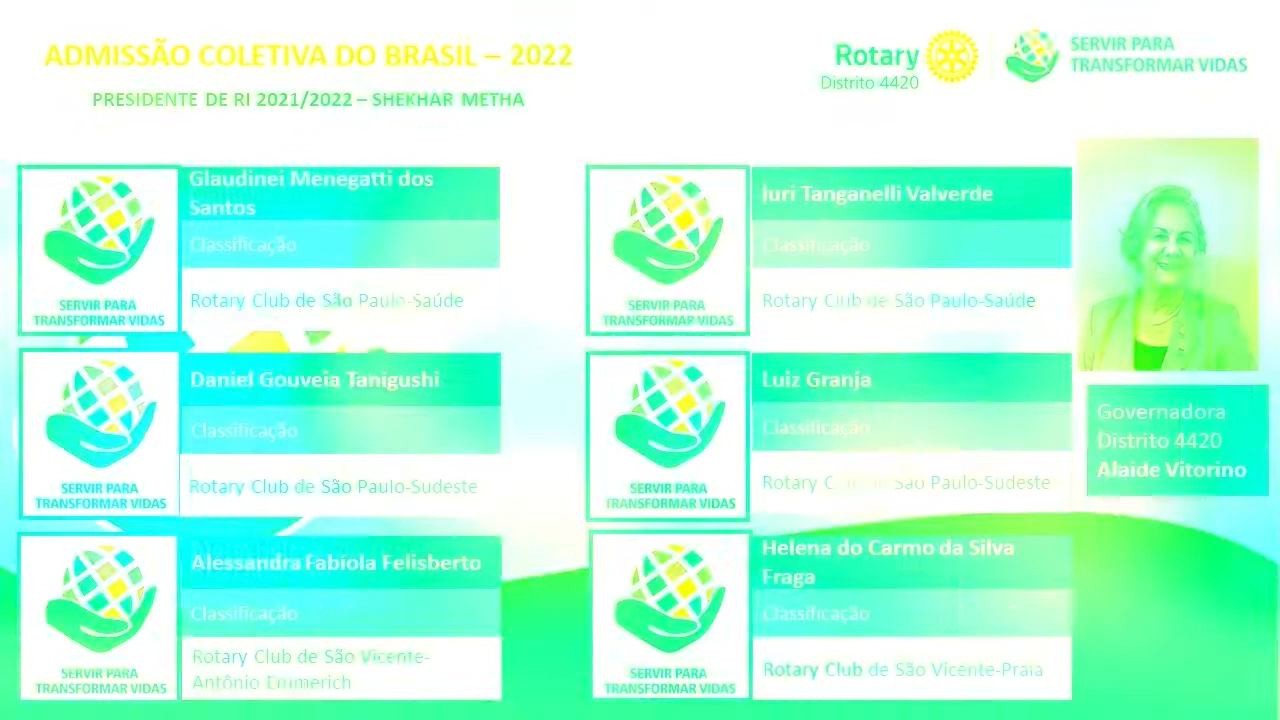 ADMISSÃO COLETIVA DO BRASIL – 2022
PRESIDENTE DE RI 2021/2022 – SHEKHAR METHA
Rotary
Distrito 4420
SERVIR PARA
TRANSFORMAR VIDAS
Glaudinei Menegatti dos
Santos
Classificação
Rotary Club de São Paulo-Saúde
SERVIR PARA
TRANSFORMAR VIDAS
Iuri Tanganelli Valverde
Classificação
Rotary Club de São Paulo-Saúde
SERVIR PARA
TRANSFORMAR VIDAS
Daniel Gouveia Tanigushi
Classificação
Rotary Club de São Paulo-Sudeste
SERVIR PARA
TRANSFORMAR VIDAS
Luiz Granja
Classificação
Rotary Club de São Paulo-Sudeste
SERVIR PARA
TRANSFORMAR VIDAS
Governadora
Distrito 4420
Alaide Vitorino
Alessandra Fabíola Felisberto
Classificação
Rotary Club de São Vicente-
Antônio Emmerich
SERVIR PARA
TRANSFORMAR VIDAS
Helena do Carmo da Silva
Fraga
Classificação
Rotary Club de São Vicente-Praia
SERVIR PARA
TRANSFORMAR VIDAS